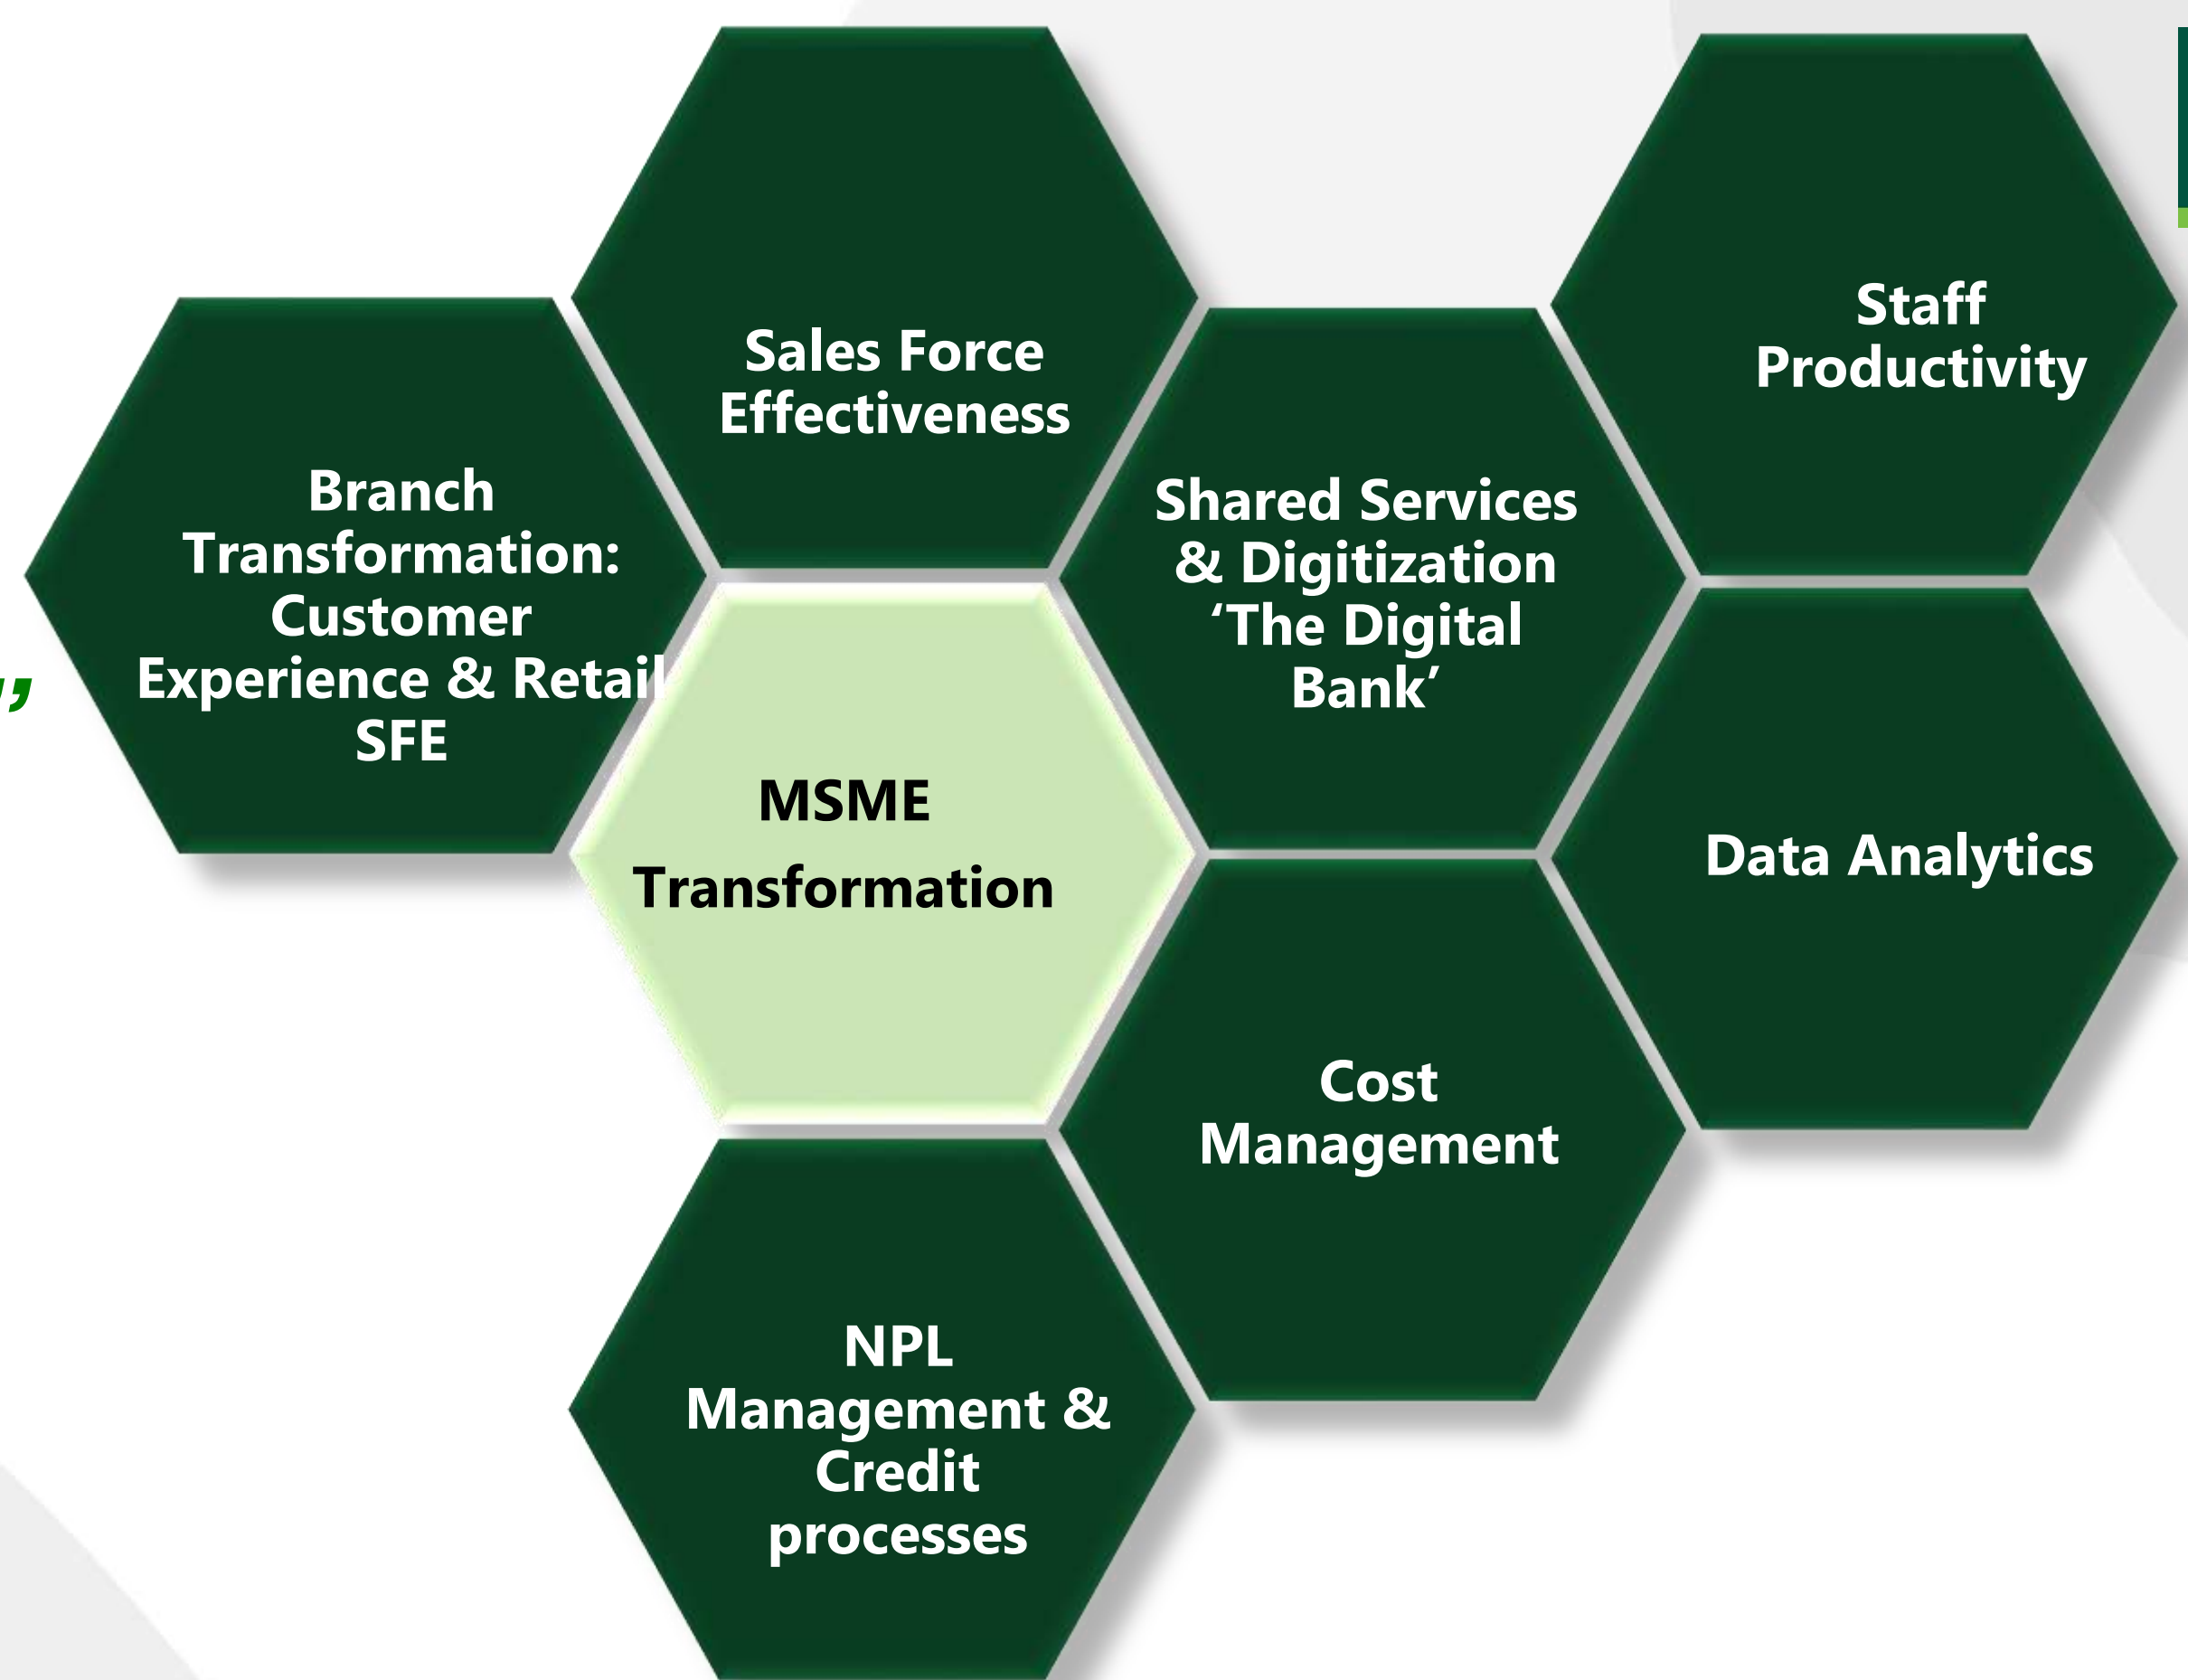 Sales Force
Effectiveness
Staff
Productivity
Branch
Transformation:
Customer
Experience & Retail
SFE
Shared Services
& Digitization
‘The Digital
Bank’
”
MSME
Transformation
Data Analytics
Cost
Management
NPL
Management &
Credit
processes